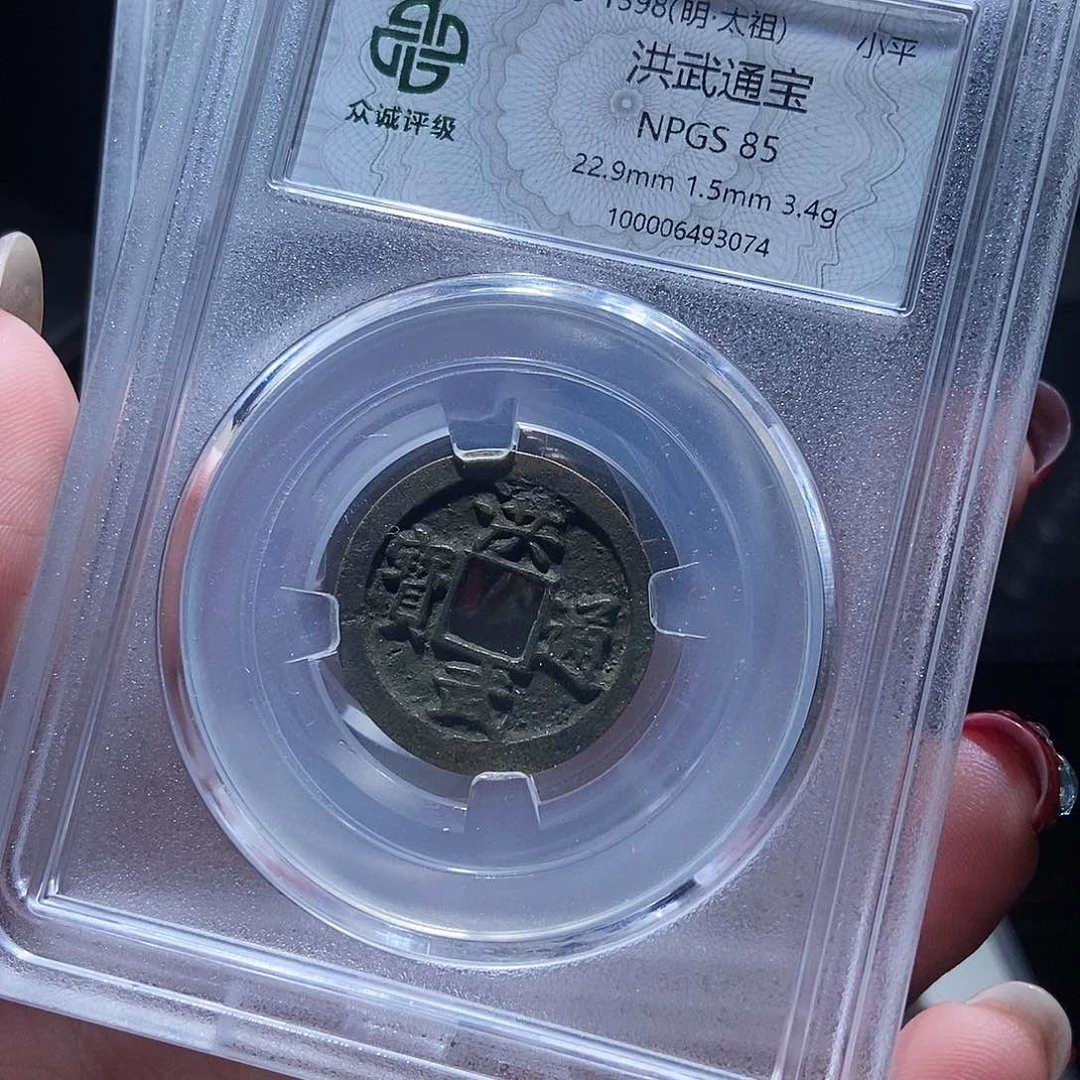 1398(明·太祖) 小平
洪武通宝
NPGS 85
22.9mm 1.5mm 3.4g
100006493074
众诚评级
洪武通寶